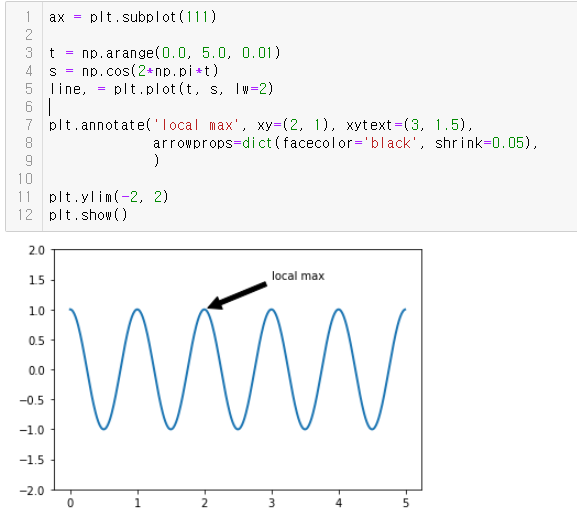 1 ax = plt.subplot(111)
2
3 t = np.arange(0.0, 5.0, 0.01)
4 s = np.cos(2*np.pi*t)
5 line, = plt.plot(t, s, lw=2)
6
7 plt.annotate('local max', xy=(2, 1), xytext=(3, 1.5),
8 arrowprops=dict(facecolor='black', shrink=0.05),
9 )
10
11 plt.ylim(-2, 2)
12 plt.show()
2.0
1.5
local max
1.0
0.5
0.0
−0.5
−1.0
−1.5
−2.0
0 1 2 3 4 5